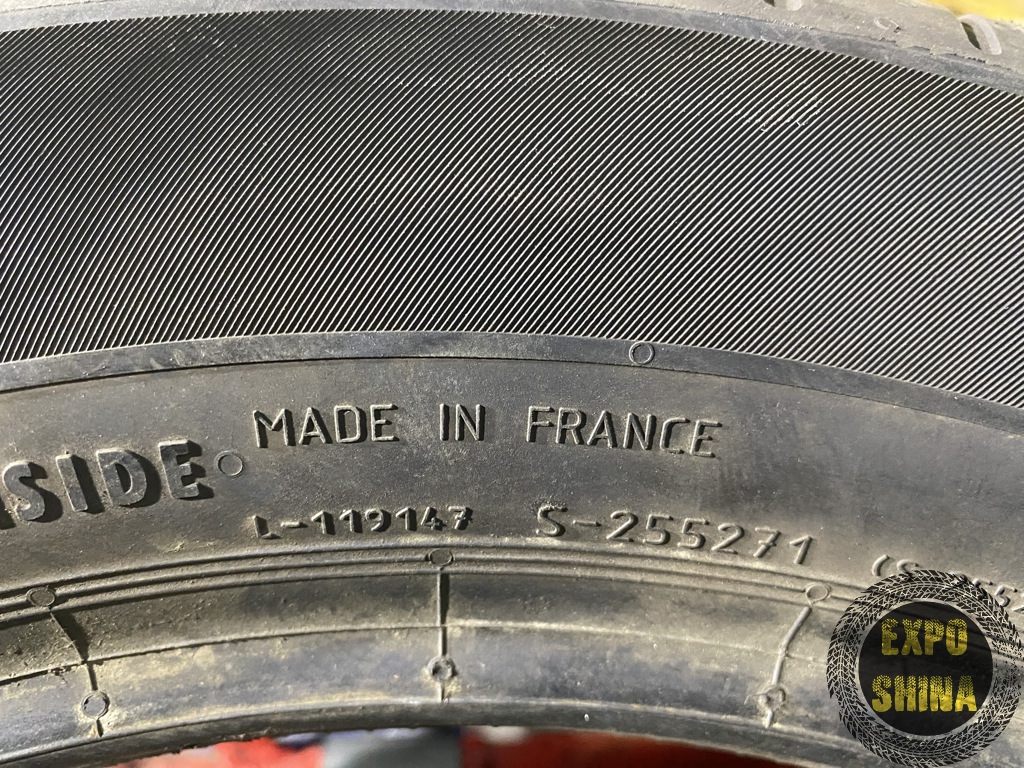 MADE IN FRANCE
SIDE
L-119147 S-255271
EXPO
SHINA